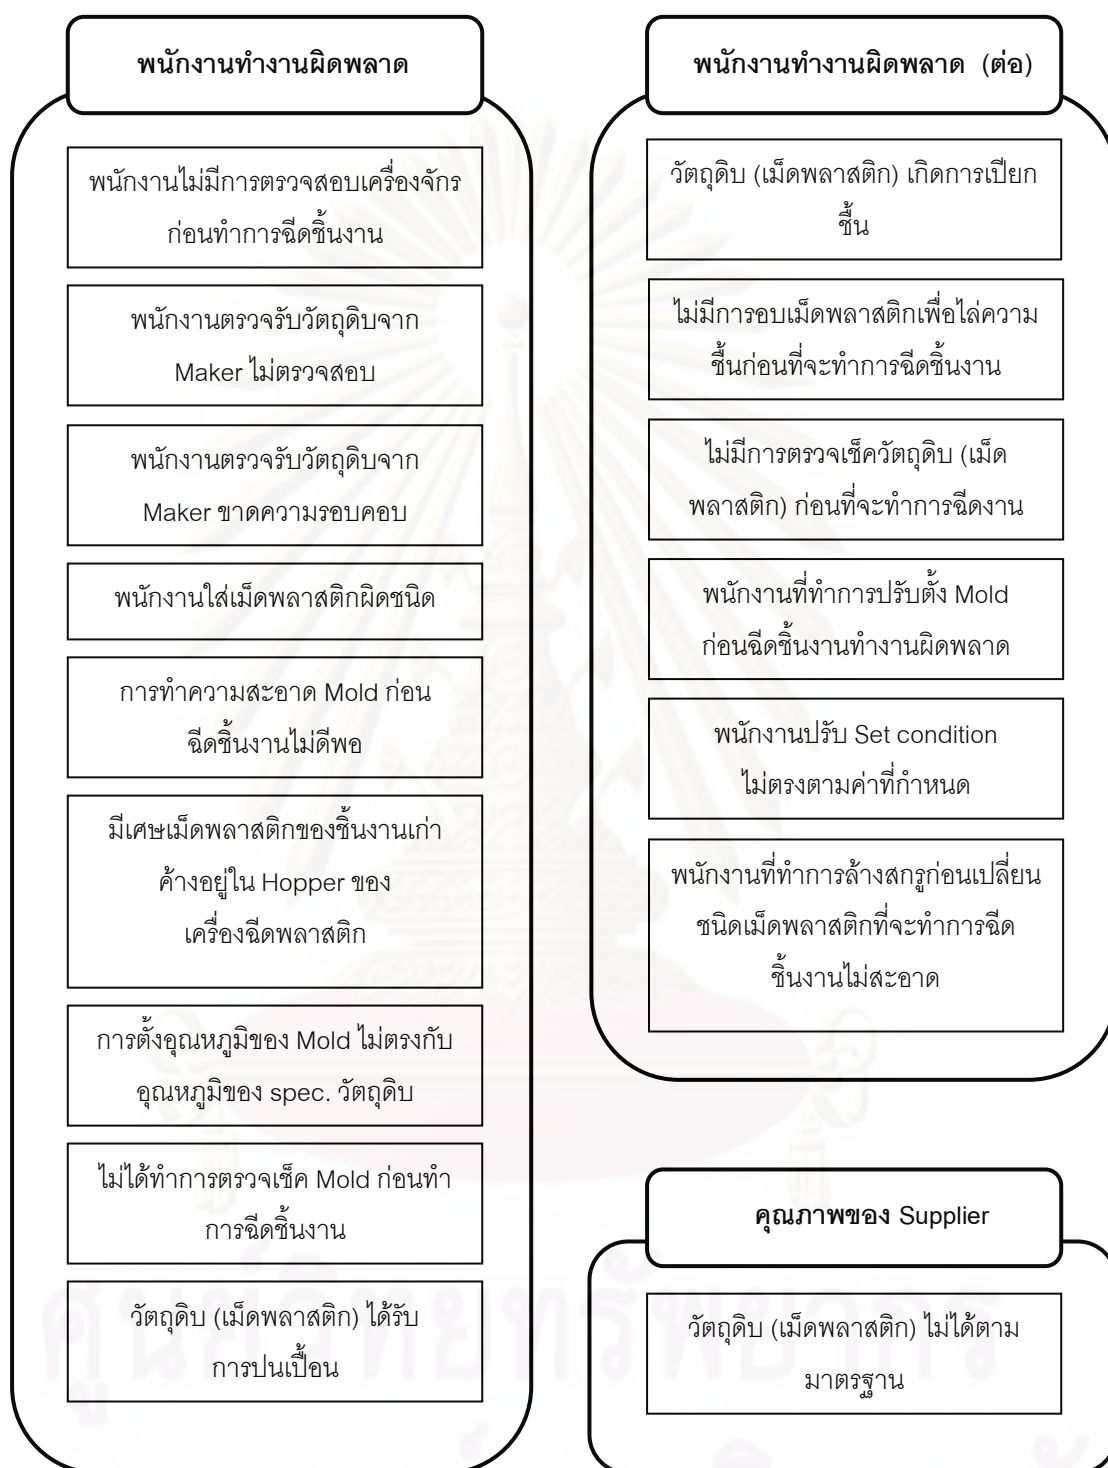 พนักงานทำงานผิดพลาด
พนักงานไม่มีการตรวจสอบเครื่องจักร
ก่อนทำการฉีดชิ้นงาน
พนักงานตรวจรับวัตถุดิบจาก
Maker ไม่ตรวจสอบ
พนักงานตรวจรับวัตถุดิบจาก
Maker ขาดความรอบคอบ
พนักงานใส่เม็ดพลาสติกผิดชนิด
การทำความสะอาด Mold ก่อน
ฉีดชิ้นงานไม่ดีพอ
มีเศษเม็ดพลาสติกของชิ้นงานเก่า
ค้างอยู่ใน Hopper ของ
เครื่องฉีดพลาสติก
การตั้งอุณหภูมิของ Mold ไม่ตรงกับ
อุณหภูมิของ spec. วัตถุดิบ
ไม่ได้ทำการตรวจเช็ค Mold ก่อนทำ
การฉีดชิ้นงาน
วัตถุดิบ (เม็ดพลาสติก) ได้รับ
การปนเปื้อน
พนักงานทำงานผิดพลาด (ต่อ)
วัตถุดิบ (เม็ดพลาสติก) เกิดการเปียก
ชื้น
ไม่มีการอบเม็ดพลาสติกเพื่อไล่ความ
ชื้นก่อนที่จะทำการฉีดชิ้นงาน
ไม่มีการตรวจเช็ควัตถุดิบ (เม็ด
พลาสติก) ก่อนที่จะทำการฉีดงาน
พนักงานที่ทำการปรับตั้ง Mold
ก่อนฉีดชิ้นงานทำงานผิดพลาด
พนักงานปรับ Set condition
ไม่ตรงตามค่าที่กำหนด
พนักงานที่ทำการล้างสกรูก่อนเปลี่ยน
ชนิดเม็ดพลาสติกที่จะทำการฉีด
ชิ้นงานไม่สะอาด
คุณภาพของ Supplier
วัตถุดิบ (เม็ดพลาสติก) ไม่ได้ตาม
มาตรฐาน
ศูนย์วิทยทรัพยากร